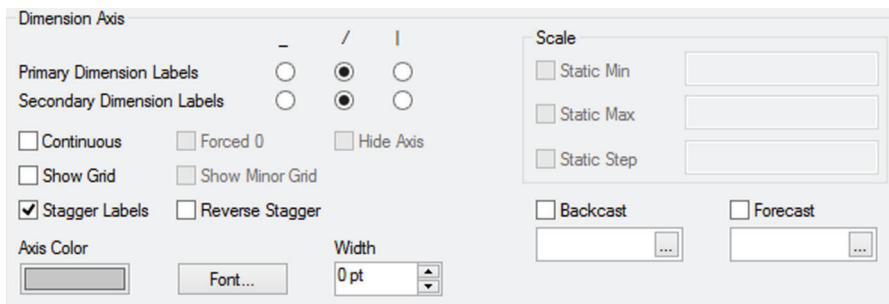 Dimension Axis
_ / |
Primary Dimension Labels
Secondary Dimension Labels
Continuous Forced 0 Hide Axis
Show Grid Show Minor Grid
Stagger Labels Reverse Stagger
Axis Color Width
Font... 0 pt
Scale
Static Min
Static Max
Static Step
Backcast Forecast
... ...